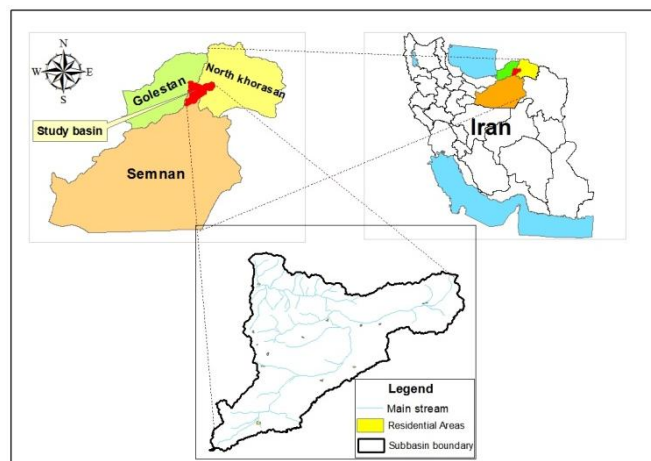 N
W
E
S
Golestan
North khorasan
Study basin
Semnan
Iran
Legend
Main stream
Residential Areas
Subbasin boundary